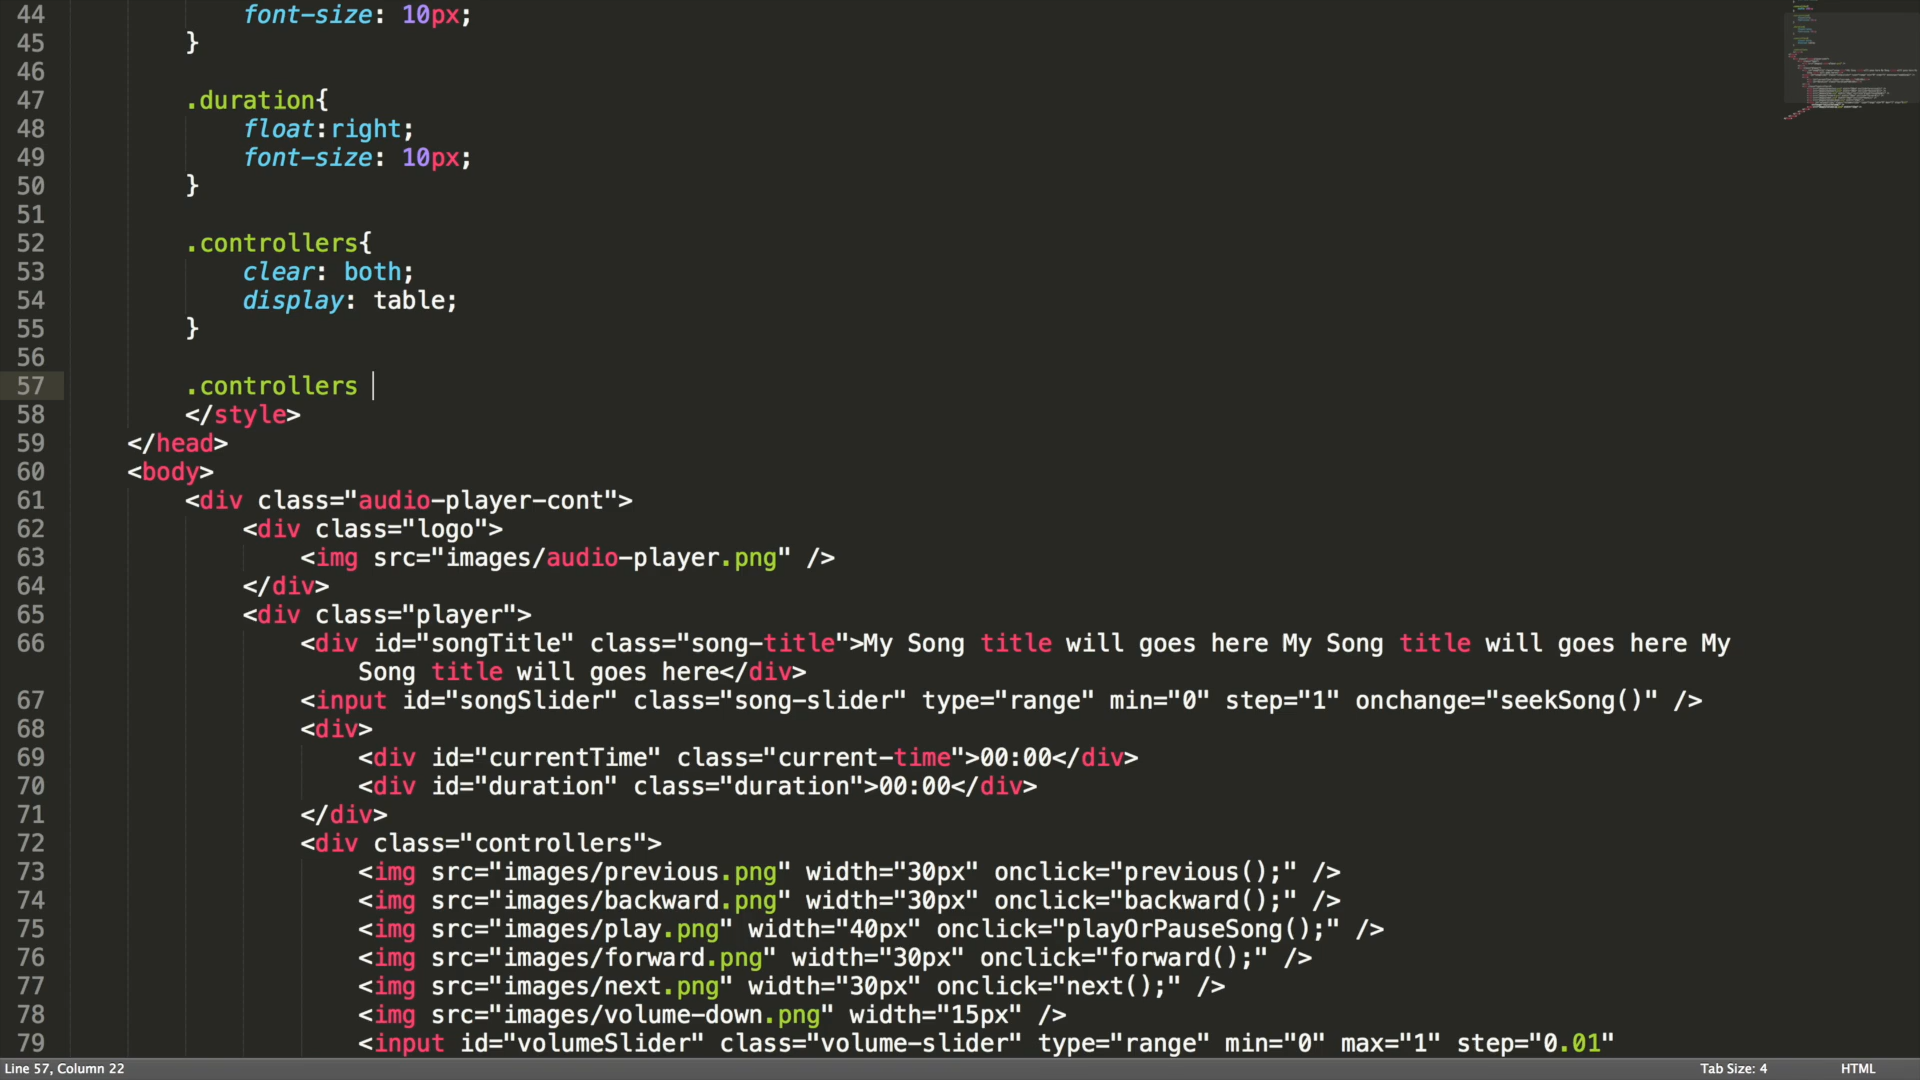 44 font-size: 10px;
45 }
46
47 .duration{
48 float:right;
49 font-size: 10px;
50 }
51
52 .controllers{
53 clear: both;
54 display: table;
55 }
56
57 .controllers
58 </style>
59 </head>
60 <body>
61 <div class="audio-player-cont">
62 <div class="logo">
63 <img src="images/audio-player.png" />
64 </div>
65 <div class="player">
66 <div id="songTitle" class="song-title">My Song title will goes here My Song title will goes here My
Song title will goes here</div>
67 <input id="songSlider" class="song-slider" type="range" min="0" step="1" onchange="seekSong()" />
68 <div>
69 <div id="currentTime" class="current-time">00:00</div>
70 <div id="duration" class="duration">00:00</div>
71 </div>
72 <div class="controllers">
73 <img src="images/previous.png" width="30px" onclick="previous();" />
74 <img src="images/backward.png" width="30px" onclick="backward();" />
75 <img src="images/play.png" width="40px" onclick="playOrPauseSong();" />
76 <img src="images/forward.png" width="30px" onclick="forward();" />
77 <img src="images/next.png" width="30px" onclick="next();" />
78 <img src="images/volume-down.png" width="15px" />
79 <input id="volumeSlider" class="volume-slider" type="range" min="0" max="1" step="0.01"
Line 57, Column 22
Tab Size: 4
HTML